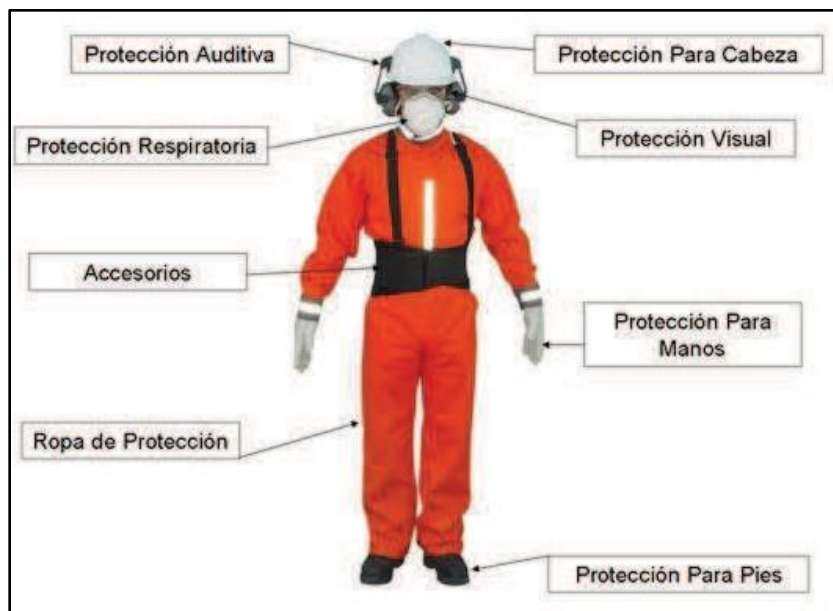 Protección Auditiva
Protección Para Cabeza
Protección Respiratoria
Protección Visual
Accesorios
Protección Para
Manos
Ropa de Protección
Protección Para Pies